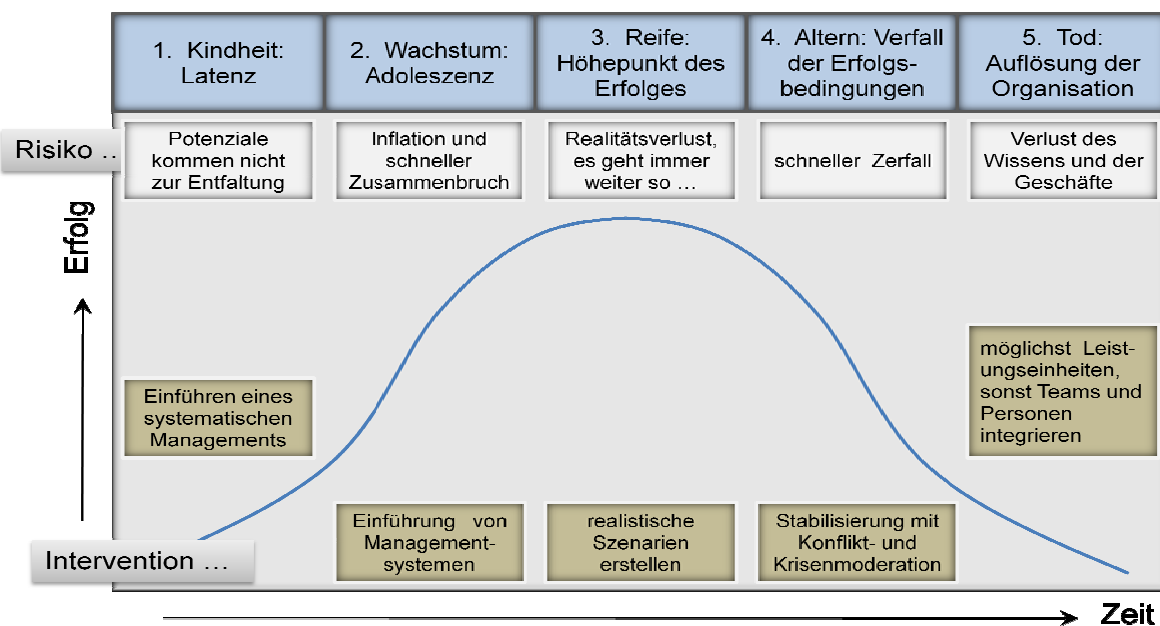 1. Kindheit:
Latenz
2. Wachstum:
Adoleszenz
3. Reife:
Höhepunkt des
Erfolges
4. Altern: Verfall
der Erfolgs-
bedingungen
5. Tod:
Auflösung der
Organisation
Risiko ..
Potenziale
kommen nicht
zur Entfaltung
Inflation und
schneller
Zusammenbruch
Realitätsverlust,
es geht immer
weiter so ...
schneller Zerfall
Verlust des
Wissens und der
Geschäfte
Erfolg
Einführen eines
systematischen
Managements
möglichst Leist-
ungseinheiten,
sonst Teams und
Personen
integrieren
Intervention ...
Einführung von
Management-
systemen
realistische
Szenarien
erstellen
Stabilisierung mit
Konflikt- und
Krisenmoderation
Zeit